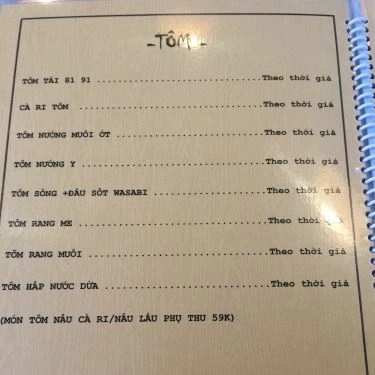 -TÔM-
TÔM TÁI 81 91 ........................Theo thời giá
CÀ RI TÔM ..........................Theo thời giá
TÔM NƯỚNG MUỐI ỚT ....................Theo thời giá
TÔM NƯỚNG Ý ..........................Theo thời giá
TÔM SỐNG +ĐẦU SỐT WASABI .................Theo thời giá
TÔM RANG ME ...........................Theo thời giá
TÔM RANG MUỐI .........................Theo thời giá
TÔM HẤP NƯỚC DỪA .......................Theo thời giá
(MÓN TÔM NẤU CÀ RI/NẤU LẨU PHỤ THU 59K)